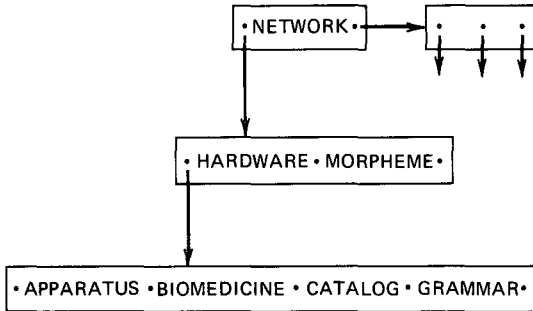 • NETWORK •
• • •
• HARDWARE • MORPHEME •
• APPARATUS • BIOMEDICINE • CATALOG • GRAMMAR •